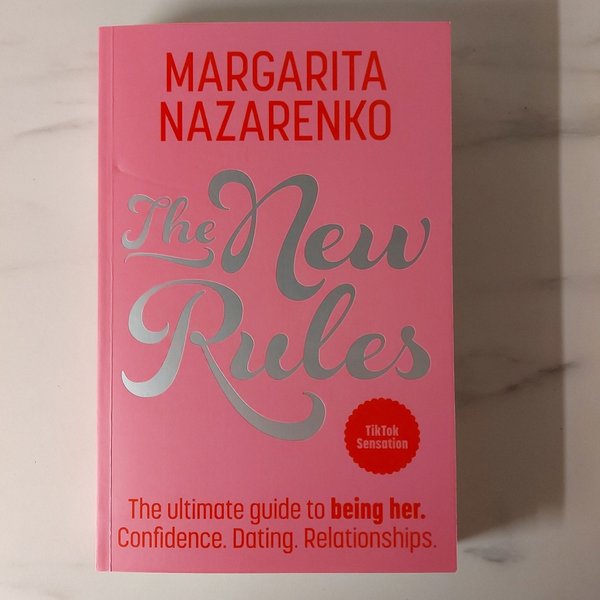 MARGARITA
NAZARENKO
The New
Rules
TikTok
Sensation
The ultimate guide to being her.
Confidence. Dating. Relationships.